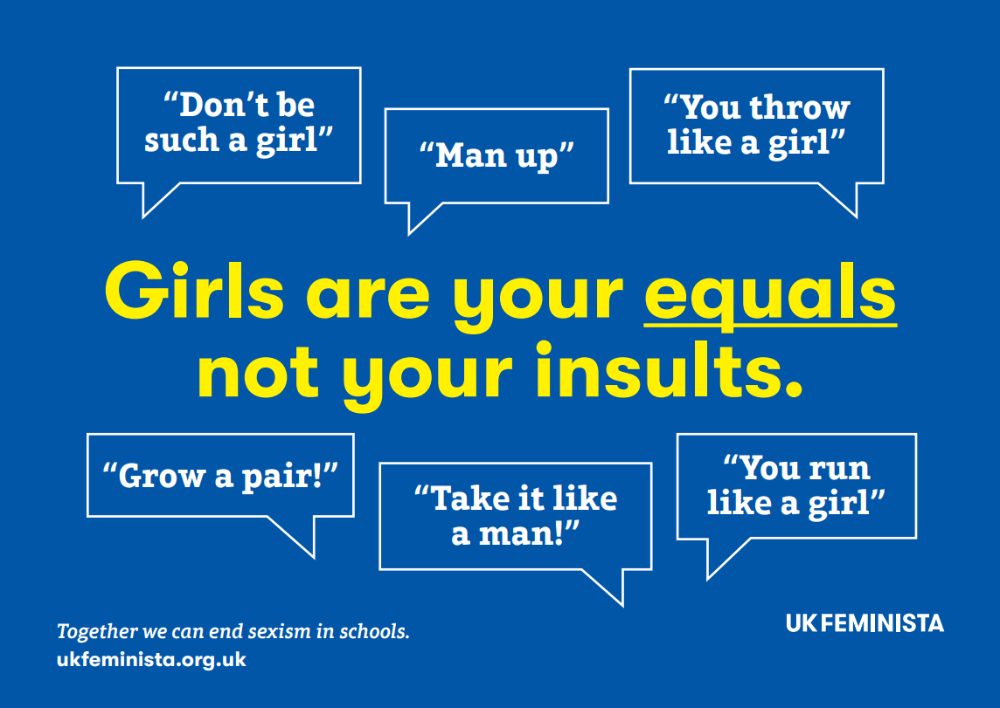 “Don’t be
such a girl”
“Man up”
“You throw
like a girl”
Girls are your equals
not your insults.
“Grow a pair!”
“Take it like
a man!”
“You run
like a girl”
Together we can end sexism in schools.
ukfeminista.org.uk
UK FEMINISTA